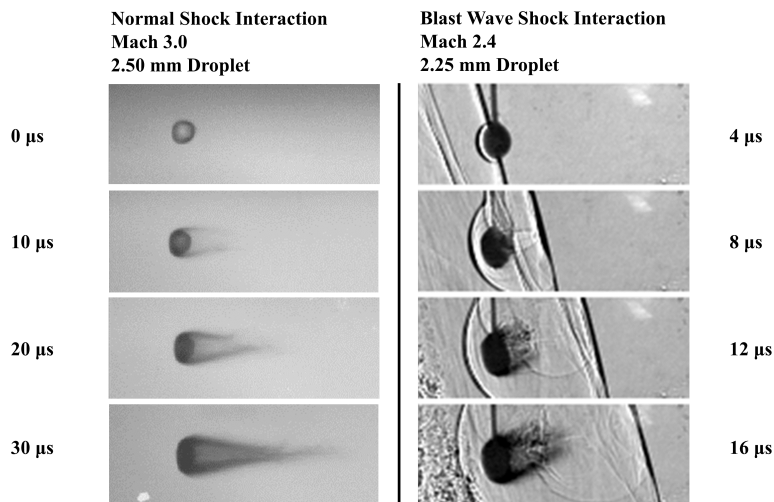 Normal Shock Interaction
Mach 3.0
2.50 mm Droplet
Blast Wave Shock Interaction
Mach 2.4
2.25 mm Droplet
0 μs
4 μs
10 μs
8 μs
20 μs
12 μs
30 μs
16 μs